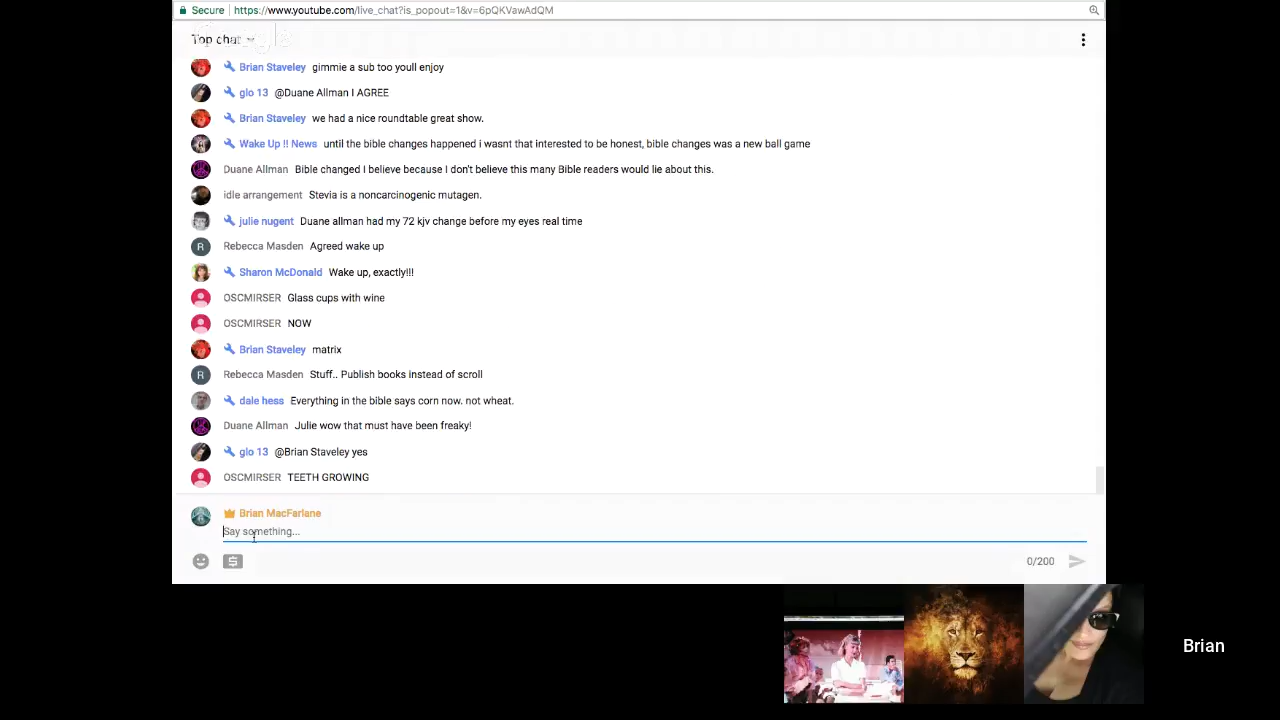 Secure https://www.youtube.com/live_chat?is_popout=1&v=6pQKVawAdQM
Top chat
Brian Staveley gimmie a sub too youll enjoy
glo 13 @Duane Allman I AGREE
Brian Staveley we had a nice roundtable great show.
Wake Up !! News until the bible changes happened i wasnt that interested to be honest, bible changes was a new ball game
Duane Allman Bible changed I believe because I don't believe this many Bible readers would lie about this.
idle arrangement Stevia is a noncarcinogenic mutagen.
julie nugent Duane allman had my 72 kjv change before my eyes real time
R Rebecca Masden Agreed wake up
Sharon McDonald Wake up, exactly!!!
OSCMIRSER Glass cups with wine
OSCMIRSER NOW
Brian Staveley matrix
R Rebecca Masden Stuff.. Publish books instead of scroll
dale hess Everything in the bible says corn now. not wheat.
Duane Allman Julie wow that must have been freaky!
glo 13 @Brian Staveley yes
OSCMIRSER TEETH GROWING
Brian MacFarlane
Say something...
0/200
Brian